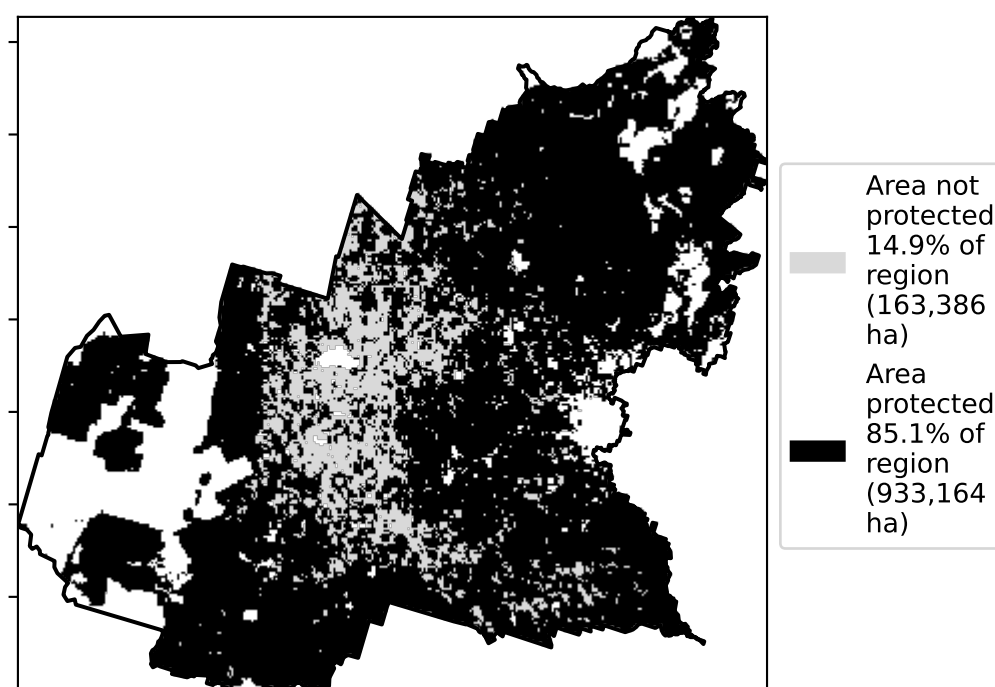 Area not
protected
14.9% of
region
(163,386
ha)
Area
protected
85.1% of
region
(933,164
ha)